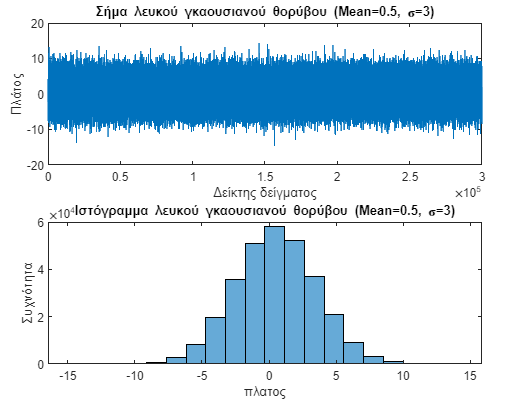 Σήμα λευκού γκαουσιανού θορύβου (Mean=0.5, σ=3)
20
10
0
-10
-20
Πλάτος
0 0.5 1 1.5 2 2.5 3
Δείκτης δείγματος
×10⁵
×10⁴
Ιστόγραμμα λευκού γκαουσιανού θορύβου (Mean=0.5, σ=3)
6
4
2
0
Συχνότητα
-15 -10 -5 0 5 10 15
πλατος